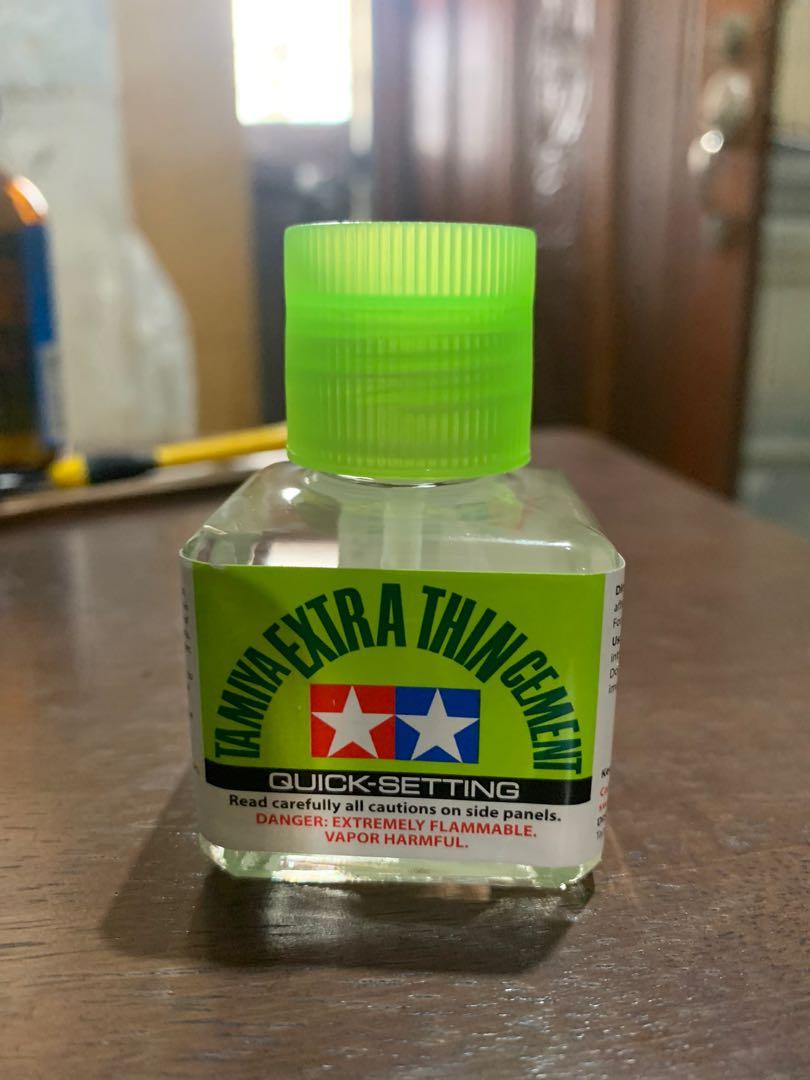 TAMIYA EXTRA THIN CEMENT
QUICK-SETTING
Read carefully all cautions on side panels.
DANGER: EXTREMELY FLAMMABLE.
VAPOR HARMFUL.